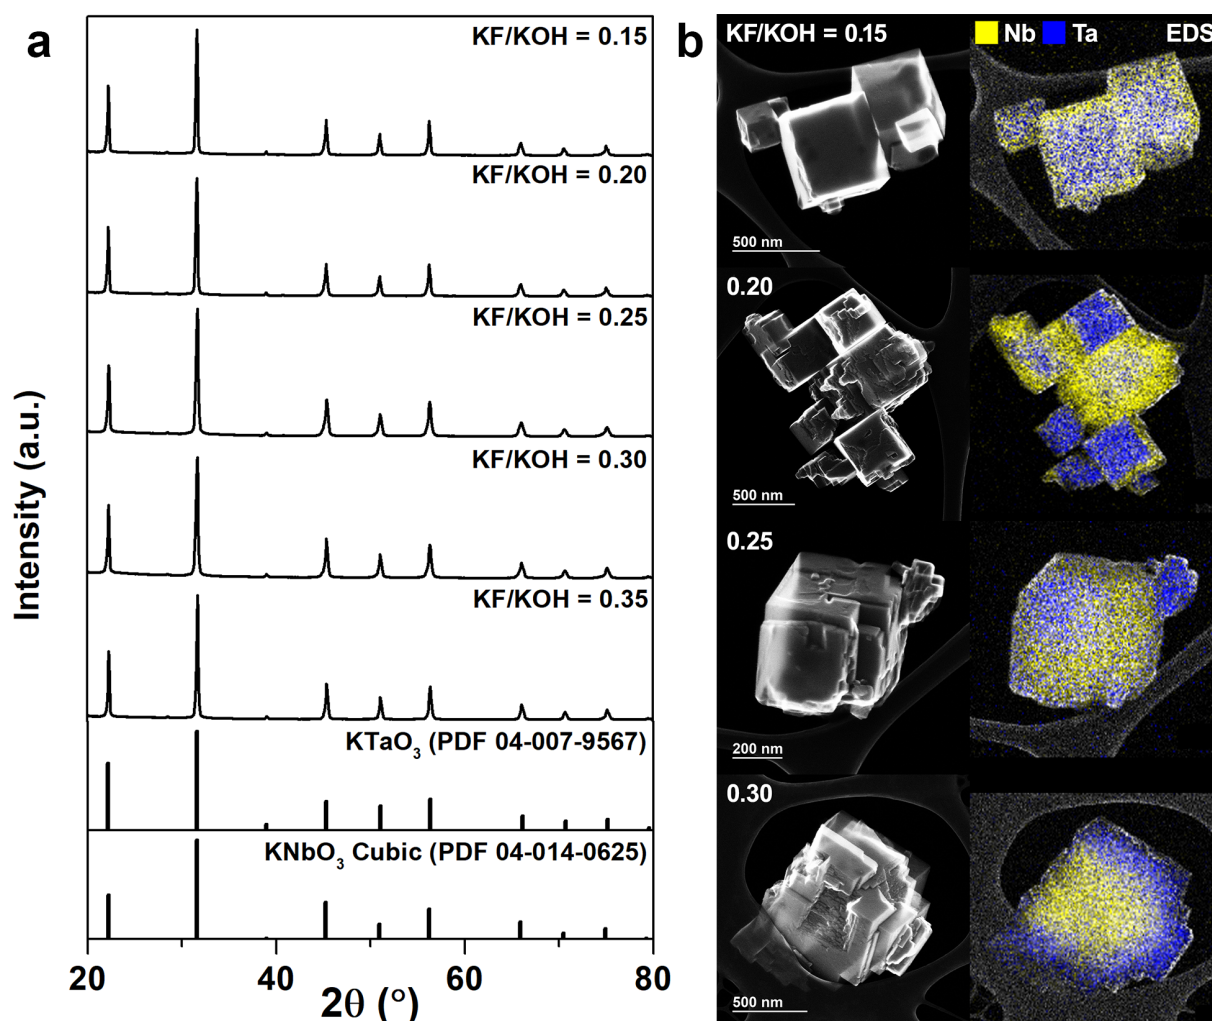 a
KF/KOH = 0.15
KF/KOH = 0.20
KF/KOH = 0.25
KF/KOH = 0.30
KF/KOH = 0.35
KTaO₃ (PDF 04-007-9567)
KNbO₃ Cubic (PDF 04-014-0625)
Intensity (a.u.)
20 40 60 80
2θ (°)
b
KF/KOH = 0.15
Nb Ta EDS
500 nm
0.20
500 nm
0.25
200 nm
0.30
500 nm